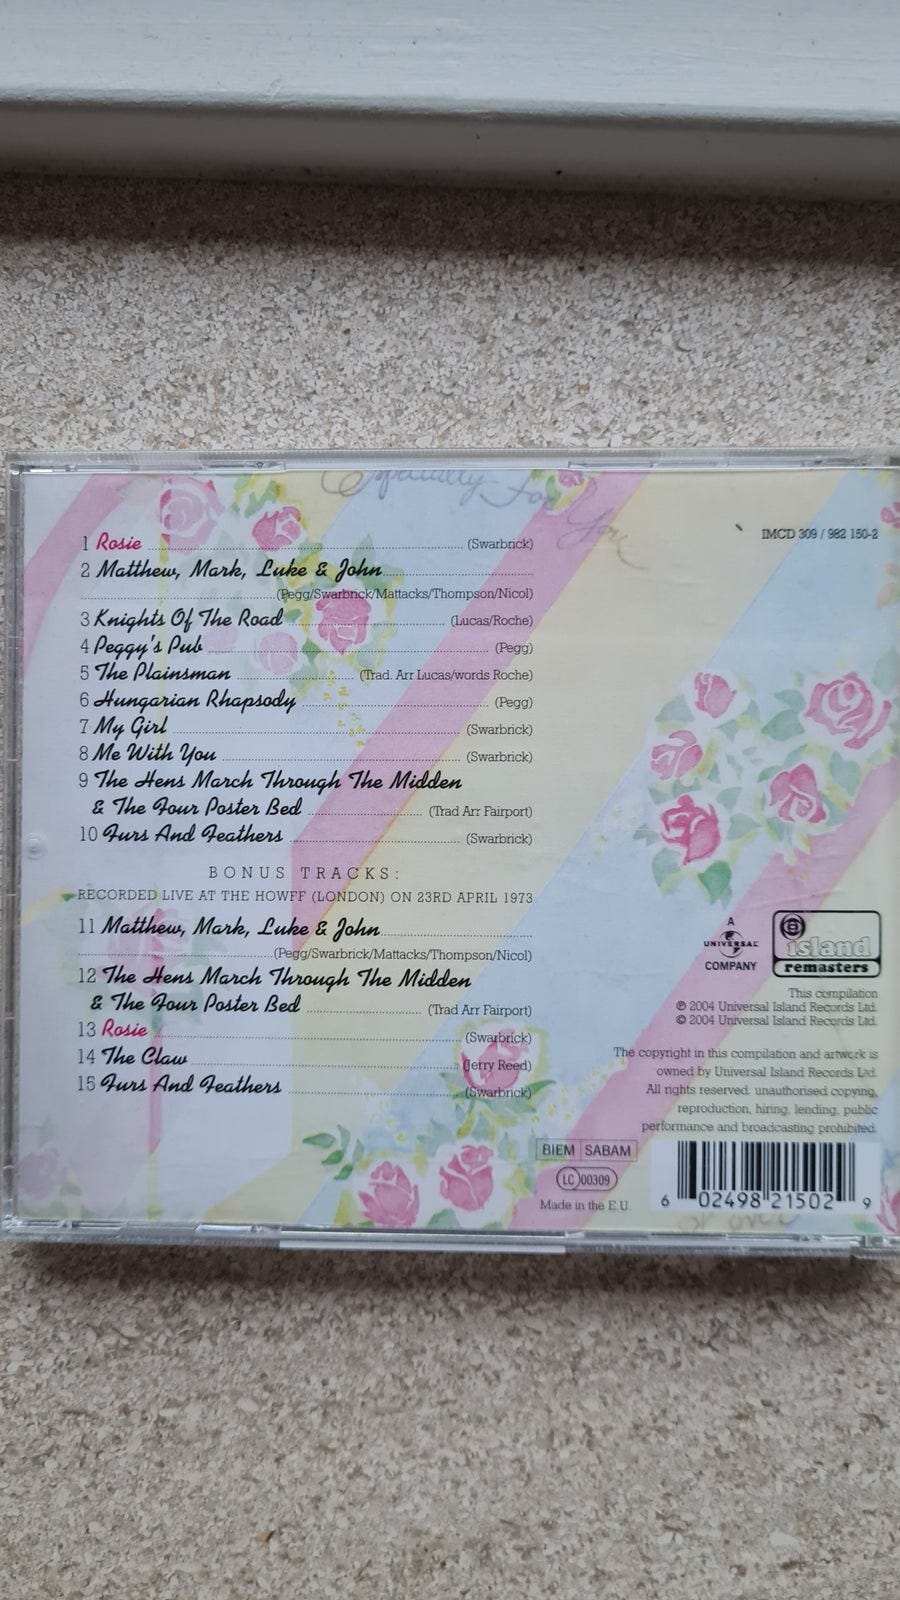 Especially For You
1 Rosie (Swarbrick)
2 Matthew, Mark, Luke & John
(Pegg/Swarbrick/Mattacks/Thompson/Nicol)
3 Knights Of The Road (Lucas/Roche)
4 Peggy's Pub (Pegg)
5 The Plainsman (Trad. Arr Lucas/words Roche)
6 Hungarian Rhapsody (Pegg)
7 My Girl (Swarbrick)
8 Me With You (Swarbrick)
9 The Hens March Through The Midden
& The Four Poster Bed (Trad Arr Fairport)
10 Furs And Feathers (Swarbrick)
BONUS TRACKS:
RECORDED LIVE AT THE HOWFF (LONDON) ON 23RD APRIL 1973
11 Matthew, Mark, Luke & John
(Pegg/Swarbrick/Mattacks/Thompson/Nicol)
12 The Hens March Through The Midden
& The Four Poster Bed (Trad Arr Fairport)
13 Rosie (Swarbrick)
14 The Claw (Jerry Reed)
15 Furs And Feathers (Swarbrick)
IMCD 309 / 982 150-2
A
UNIVERSAL
COMPANY
island
remasters
This compilation
℗ 2004 Universal Island Records Ltd.
© 2004 Universal Island Records Ltd.
The copyright in this compilation and artwork is
owned by Universal Island Records Ltd.
All rights reserved. unauthorised copying,
reproduction, hiring, lending, public
performance and broadcasting prohibited.
BIEM SABAM
LC 00309
Made in the E.U.
6 02498 21502 9